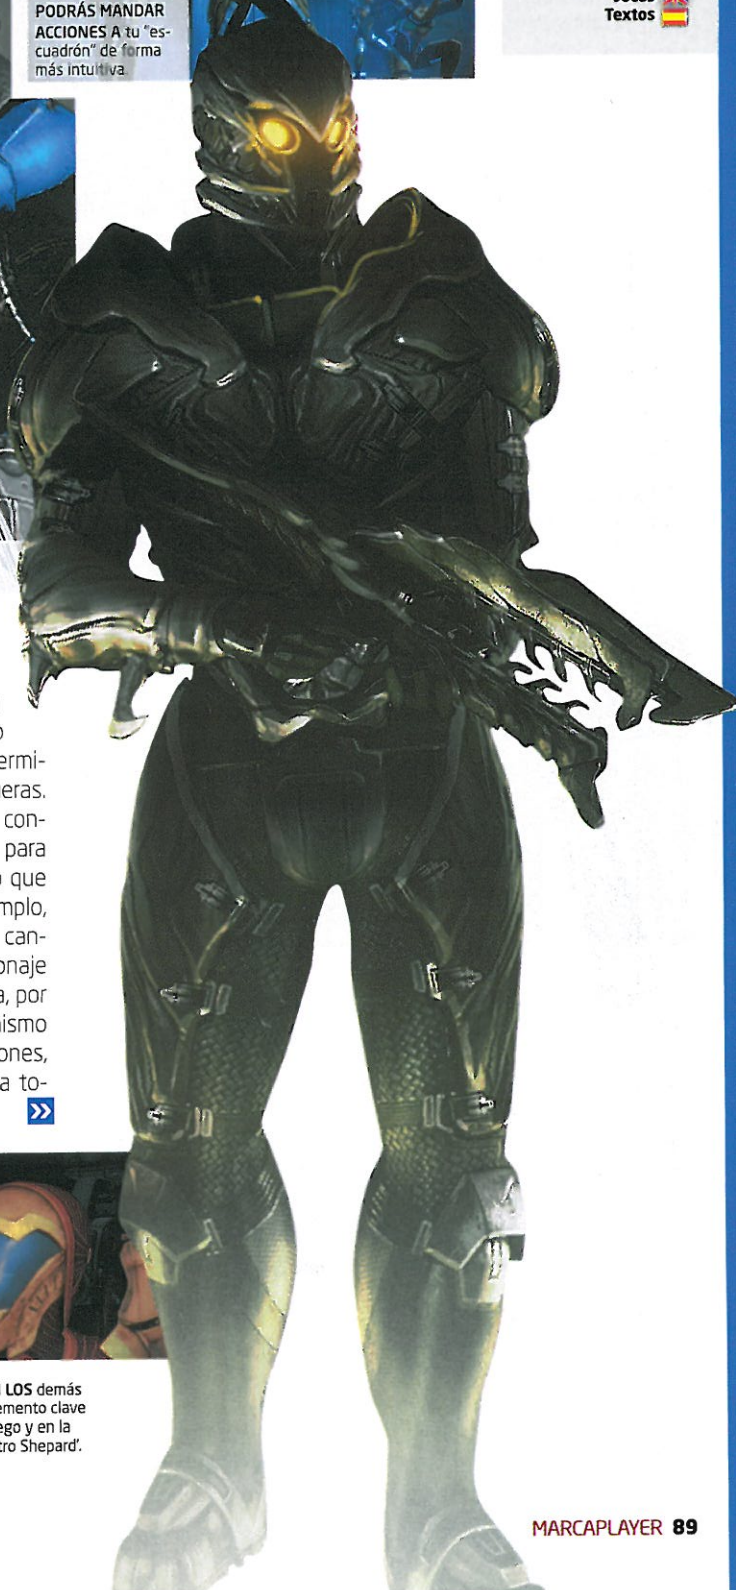 PODRÁS MANDAR
ACCIONES A tu "es-
cuadrón" de forma
más intuitiva.
Textos
ermi-
eras.
con-
para
que
mplo,
can-
onaje
a, por
ismo
ones,
a to-
LOS demás
emento clave
ego y en la
tro Shepard'.
MARCAPLAYER 89